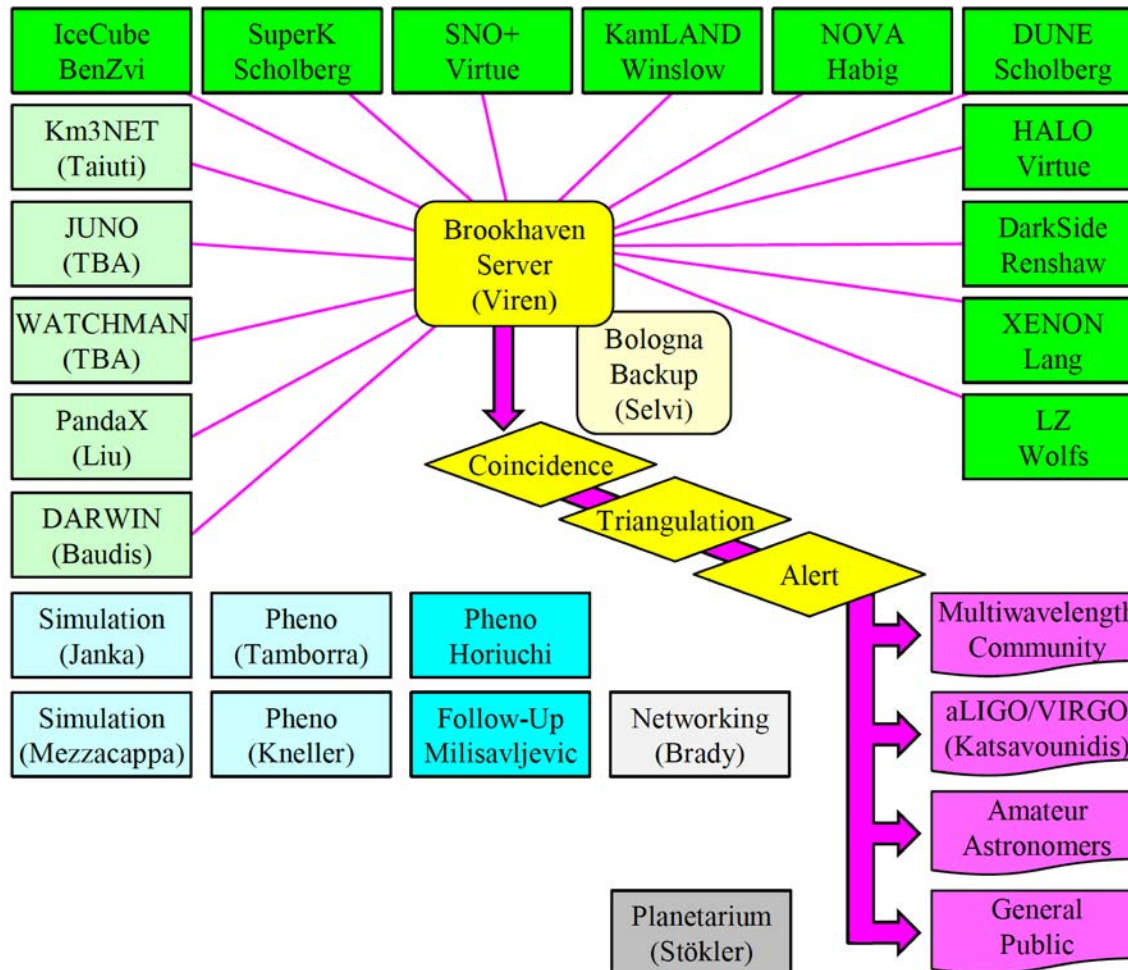 IceCube
BenZvi
SuperK
Scholberg
SNO+
Virtue
KamLAND
Winslow
NOVA
Habig
DUNE
Scholberg
Km3NET
(Taiuti)
HALO
Virtue
JUNO
(TBA)
Brookhaven
Server
(Viren)
DarkSide
Renshaw
WATCHMAN
(TBA)
Bologna
Backup
(Selvi)
XENON
Lang
PandaX
(Liu)
LZ
Wolfs
Coincidence
DARWIN
(Baudis)
Triangulation
Alert
Simulation
(Janka)
Pheno
(Tamborra)
Pheno
Horiuchi
Multiwavelength
Community
Simulation
(Mezzacappa)
Pheno
(Kneller)
Follow-Up
Milisavljevic
Networking
(Brady)
aLIGO/VIRGO
(Katsavounidis)
Amateur
Astronomers
Planetarium
(Stökler)
General
Public